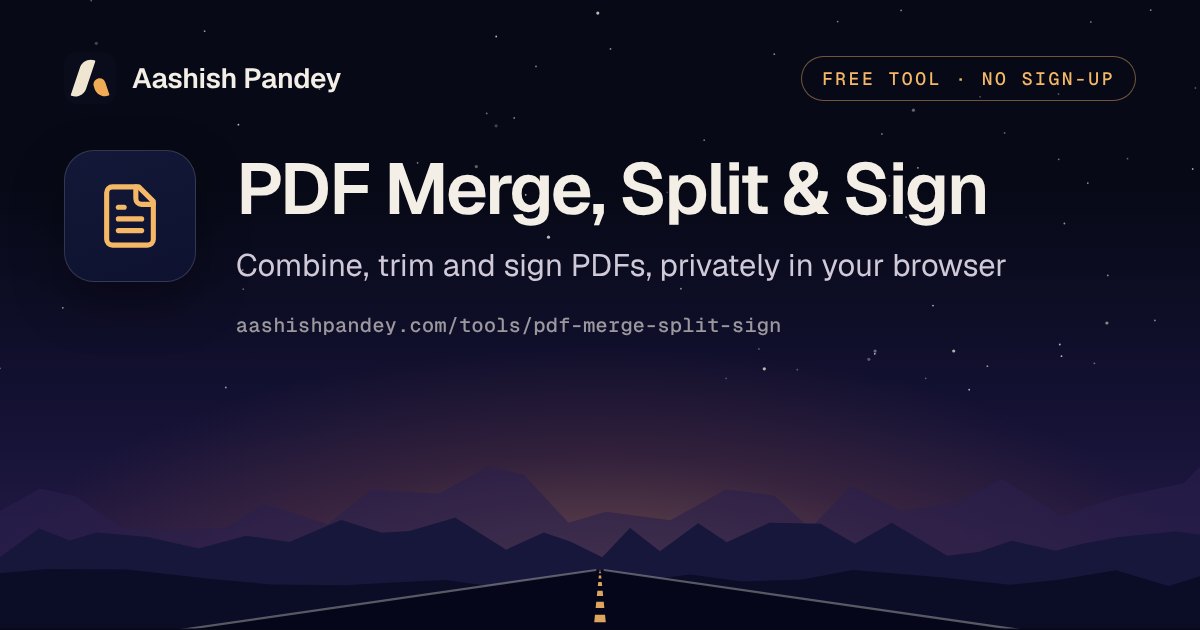 Aashish Pandey
FREE TOOL · NO SIGN-UP
PDF Merge, Split & Sign
Combine, trim and sign PDFs, privately in your browser
aashishpandey.com/tools/pdf-merge-split-sign